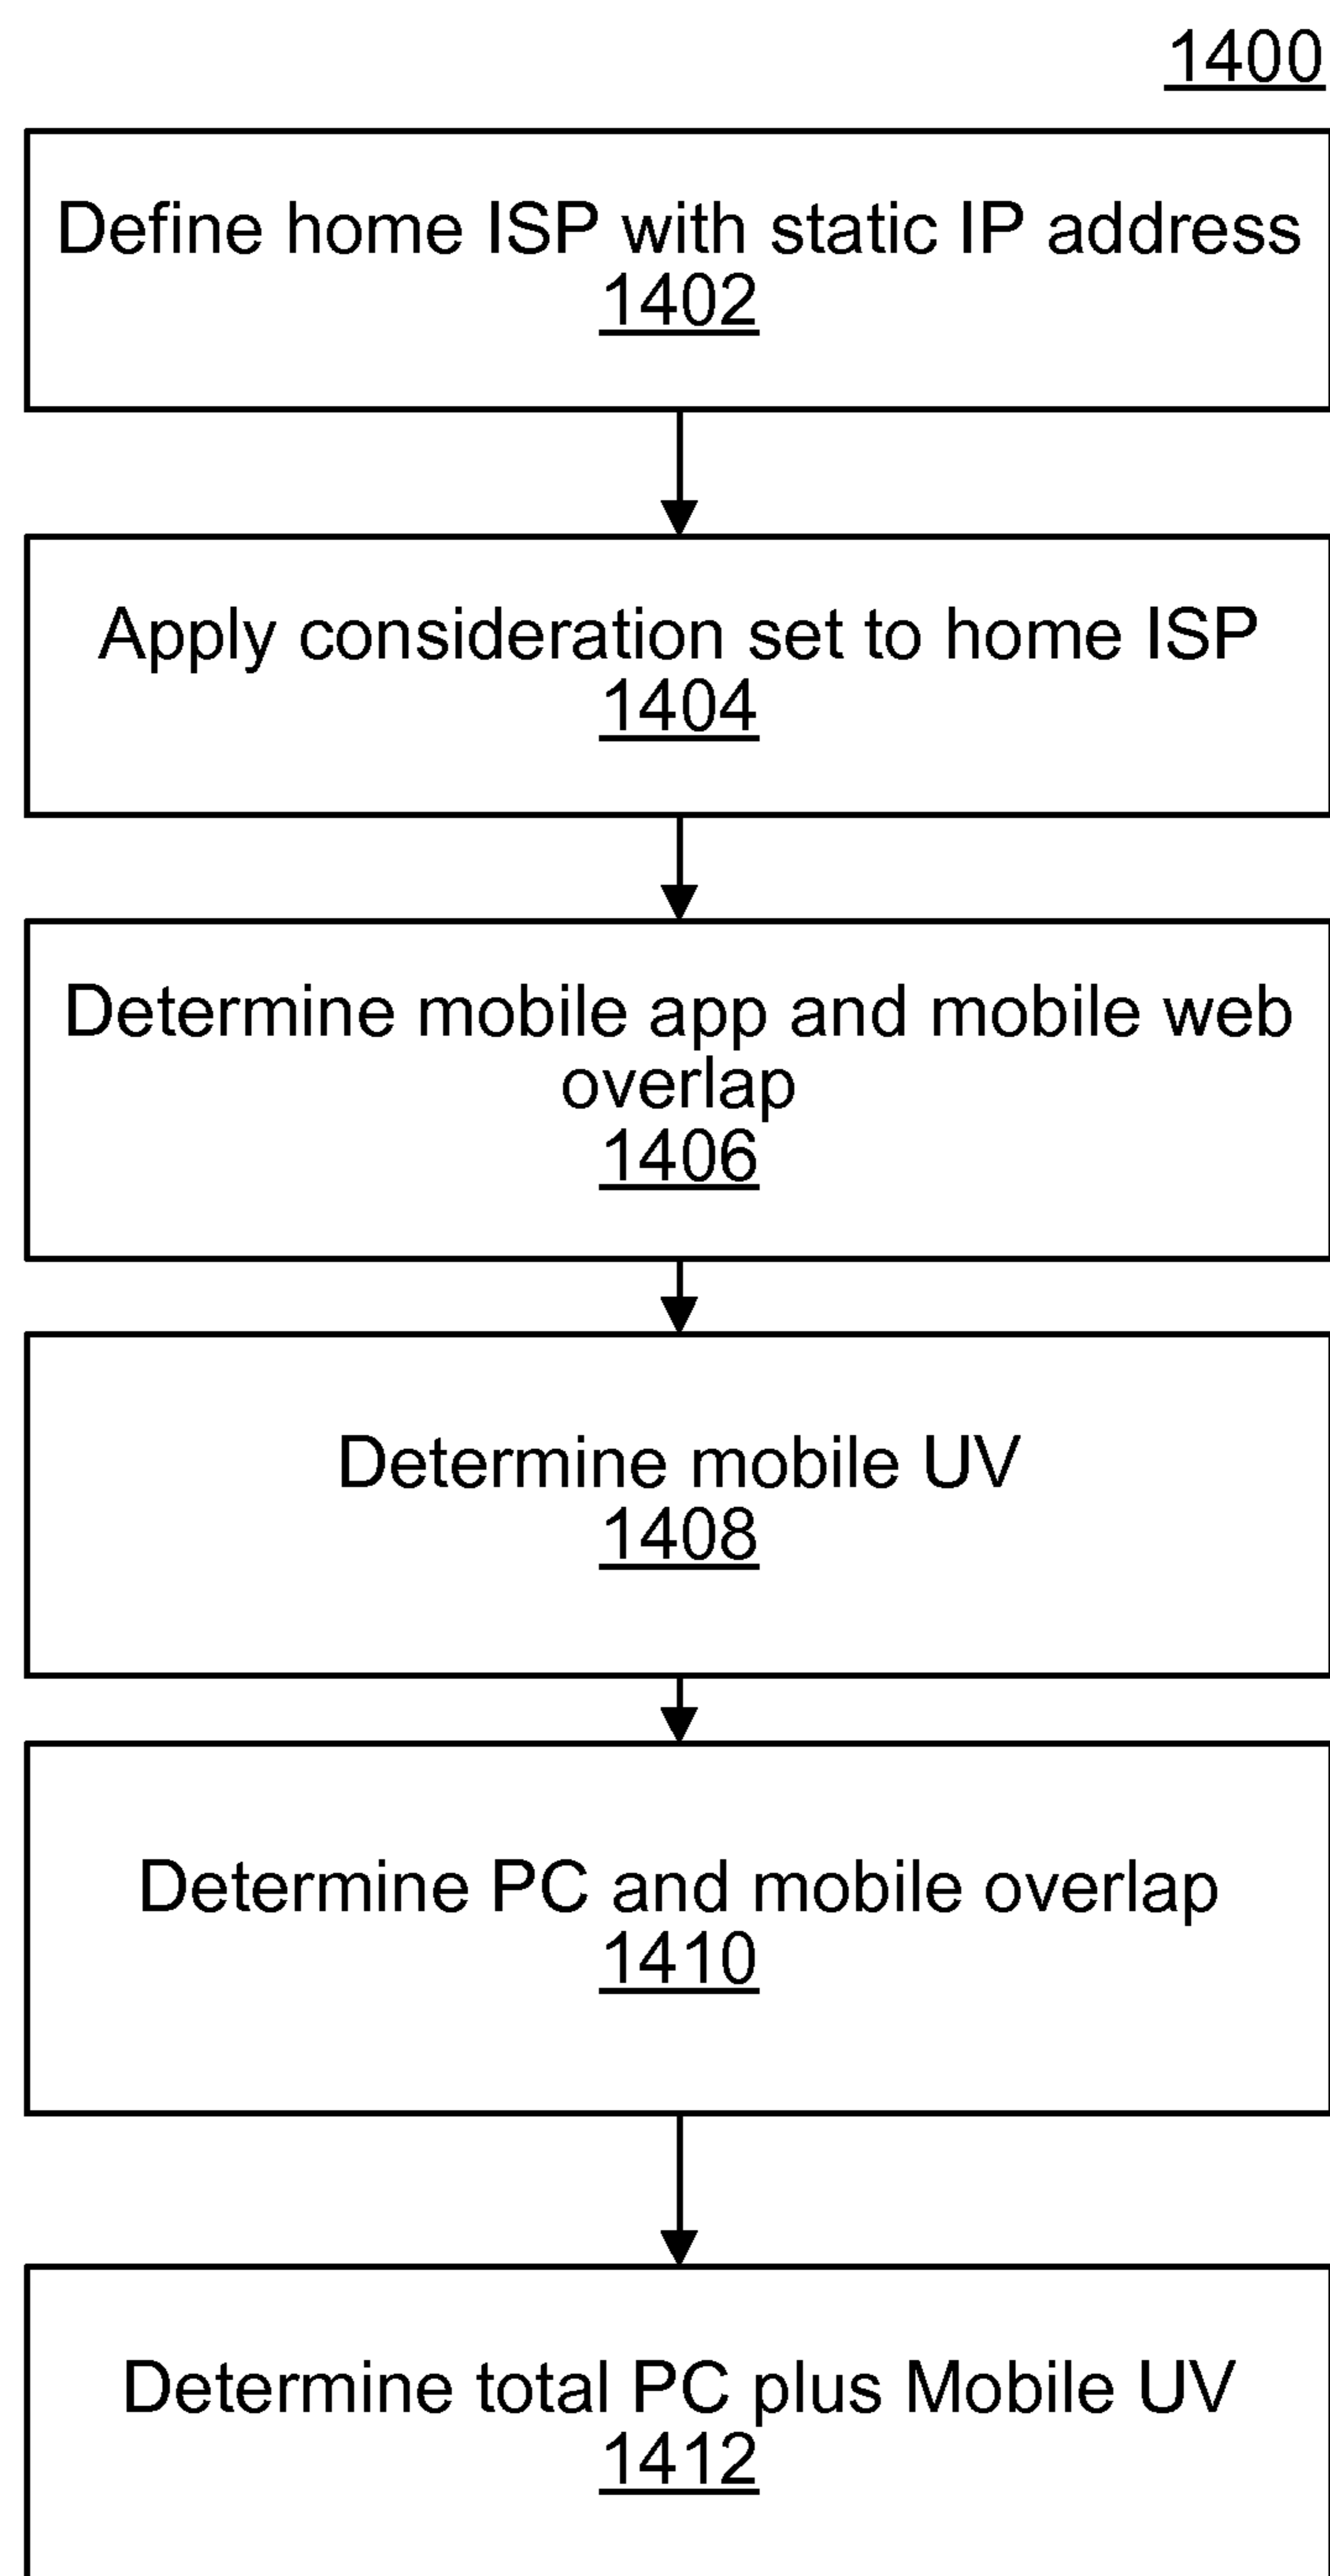 1400
Define home ISP with static IP address
1402
Apply consideration set to home ISP
1404
Determine mobile app and mobile web
overlap
1406
Determine mobile UV
1408
Determine PC and mobile overlap
1410
Determine total PC plus Mobile UV
1412